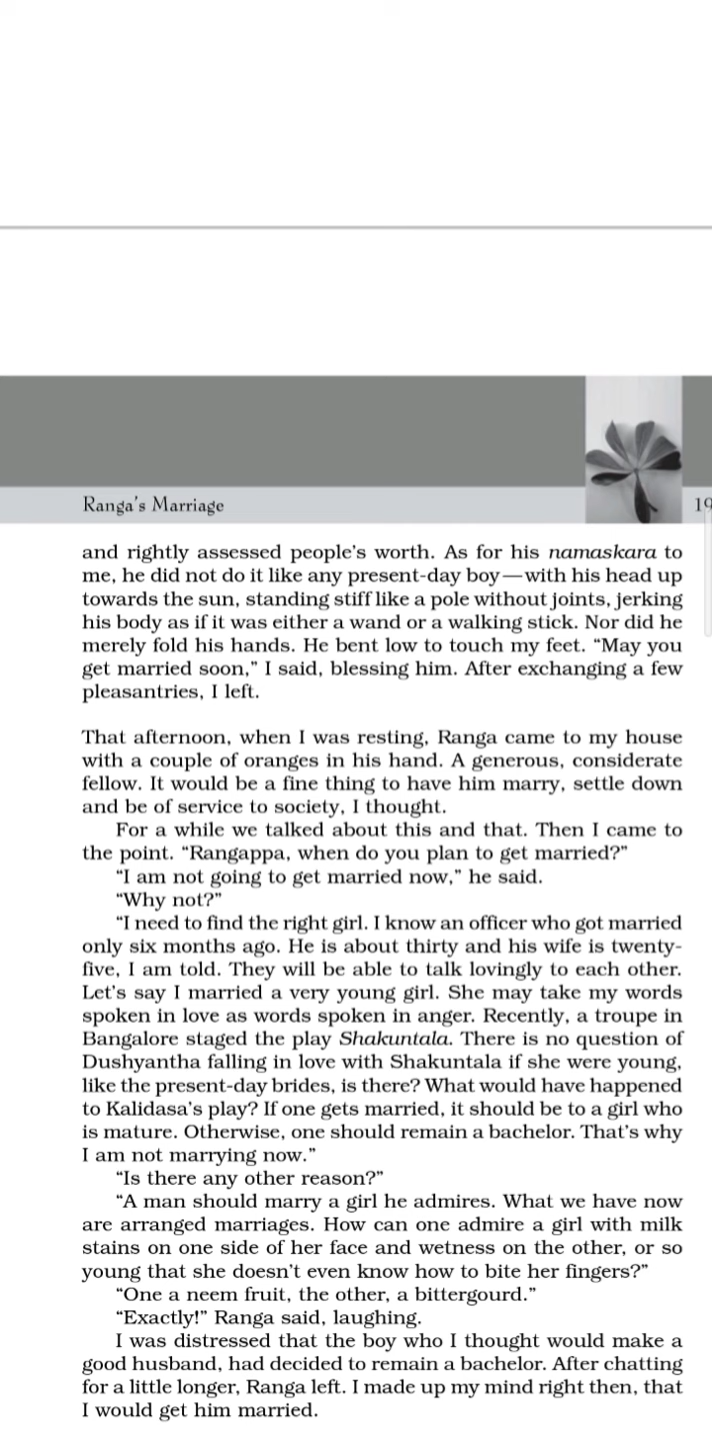 Ranga's Marriage
19
and rightly assessed people's worth. As for his namaskara to
me, he did not do it like any present-day boy—with his head up
towards the sun, standing stiff like a pole without joints, jerking
his body as if it was either a wand or a walking stick. Nor did he
merely fold his hands. He bent low to touch my feet. “May you
get married soon,” I said, blessing him. After exchanging a few
pleasantries, I left.
That afternoon, when I was resting, Ranga came to my house
with a couple of oranges in his hand. A generous, considerate
fellow. It would be a fine thing to have him marry, settle down
and be of service to society, I thought.
For a while we talked about this and that. Then I came to
the point. “Rangappa, when do you plan to get married?”
“I am not going to get married now,” he said.
“Why not?”
“I need to find the right girl. I know an officer who got married
only six months ago. He is about thirty and his wife is twenty-
five, I am told. They will be able to talk lovingly to each other.
Let's say I married a very young girl. She may take my words
spoken in love as words spoken in anger. Recently, a troupe in
Bangalore staged the play Shakuntala. There is no question of
Dushyantha falling in love with Shakuntala if she were young,
like the present-day brides, is there? What would have happened
to Kalidasa's play? If one gets married, it should be to a girl who
is mature. Otherwise, one should remain a bachelor. That's why
I am not marrying now.”
“Is there any other reason?”
“A man should marry a girl he admires. What we have now
are arranged marriages. How can one admire a girl with milk
stains on one side of her face and wetness on the other, or so
young that she doesn't even know how to bite her fingers?”
“One a neem fruit, the other, a bittergourd.”
“Exactly!” Ranga said, laughing.
I was distressed that the boy who I thought would make a
good husband, had decided to remain a bachelor. After chatting
for a little longer, Ranga left. I made up my mind right then, that
I would get him married.